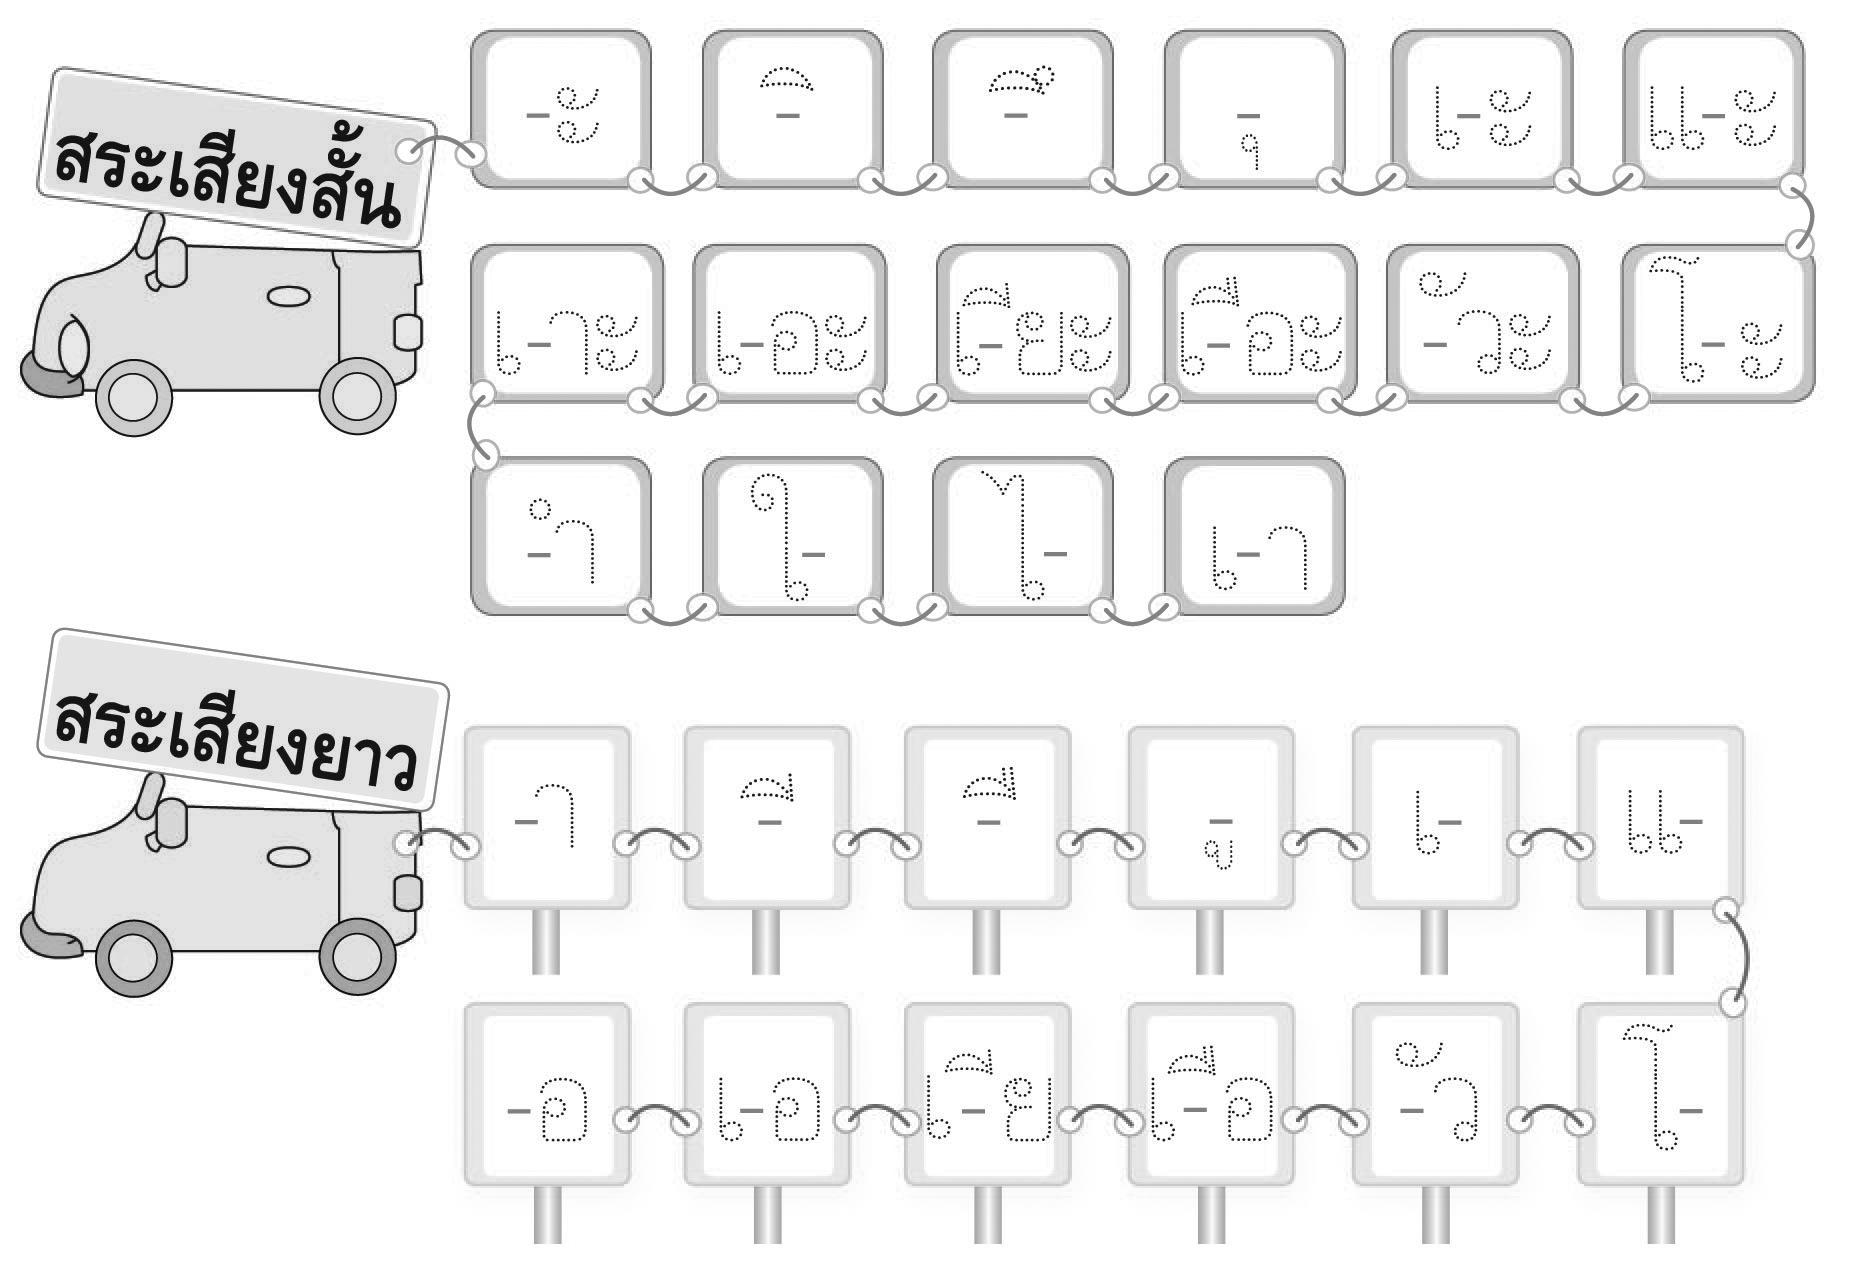 สระเสียงสั้น
-ะ -ิ -ึ -ุ เ-ะ แ-ะ
เ-าะ เ-อะ เ-ียะ เ-ือะ -ัวะ โ-ะ
-ำ ใ- ไ- เ-า
สระเสียงยาว
-า -ี -ื -ู เ- แ-
-อ เ-อ เ-ีย เ-ือ -ัว โ-